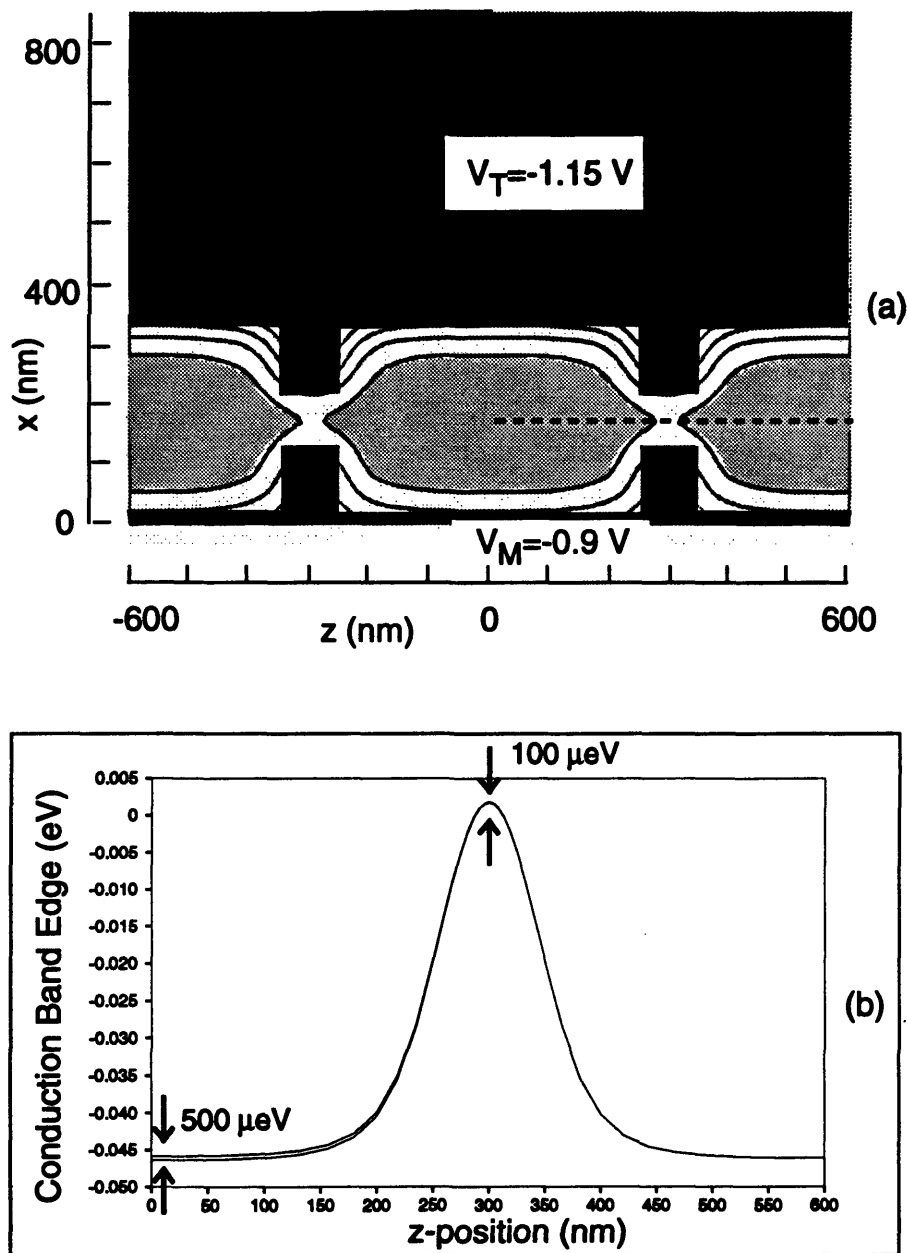 800
V_T=-1.15 V
400
(a)
x (nm)
0
V_M=-0.9 V
-600
z (nm)
0
600
100 μeV
0.005
0
-0.005
-0.010
-0.015
-0.020
-0.025
-0.030
-0.035
-0.040
-0.045
-0.050
Conduction Band Edge (eV)
(b)
500 μeV
0 50 100 150 200 250 300 350 400 450 500 550 600
z-position (nm)